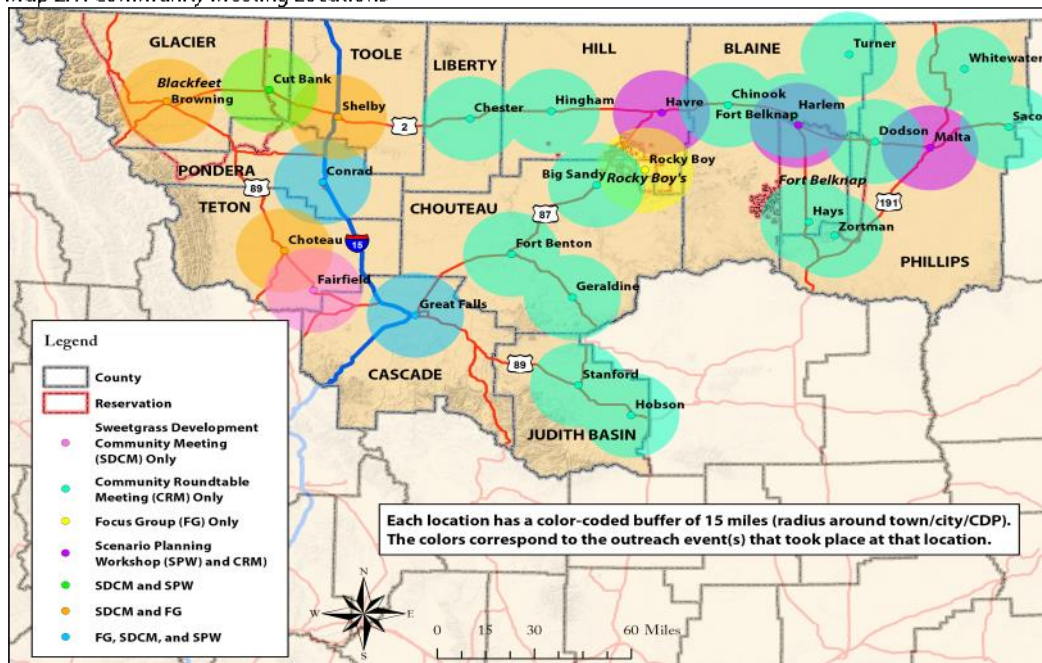 Map 2.1: Community Meeting Locations
GLACIER
TOOLE
LIBERTY
HILL
BLAINE
Turner
Whitewater
Blackfeet
Browning
Cut Bank
Shelby
2
Chester
Hingham
Havre
Chinook
Harlem
Fort Belknap
Dodson
Malta
Saco
PONDERA
Conrad
89
TETON
CHOUTEAU
Big Sandy
Rocky Boy
Rocky Boy's
Fort Belknap
191
87
Hays
Zortman
Choteau
15
Fort Benton
PHILLIPS
Fairfield
Geraldine
Great Falls
89
CASCADE
Stanford
Hobson
JUDITH BASIN
Legend
County
Reservation
Sweetgrass Development
Community Meeting
(SDCM) Only
Community Roundtable
Meeting (CRM) Only
Focus Group (FG) Only
Scenario Planning
Workshop (SPW) and CRM)
SDCM and SPW
SDCM and FG
FG, SDCM, and SPW
Each location has a color-coded buffer of 15 miles (radius around town/city/CDP).
The colors correspond to the outreach event(s) that took place at that location.
N
W
E
S
0 15 30 60 Miles